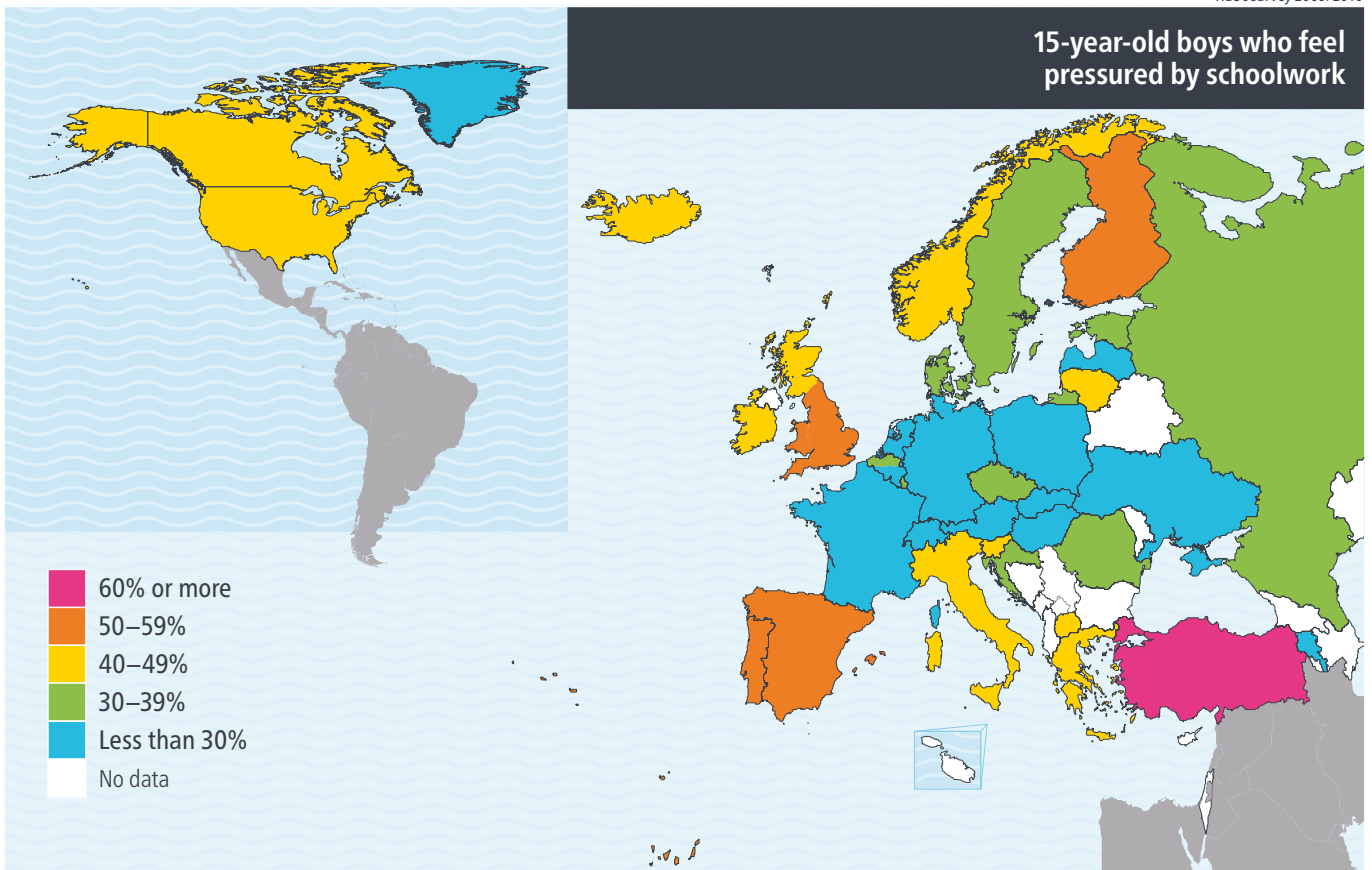 15-year-old boys who feel
pressured by schoolwork
60% or more
50–59%
40–49%
30–39%
Less than 30%
No data